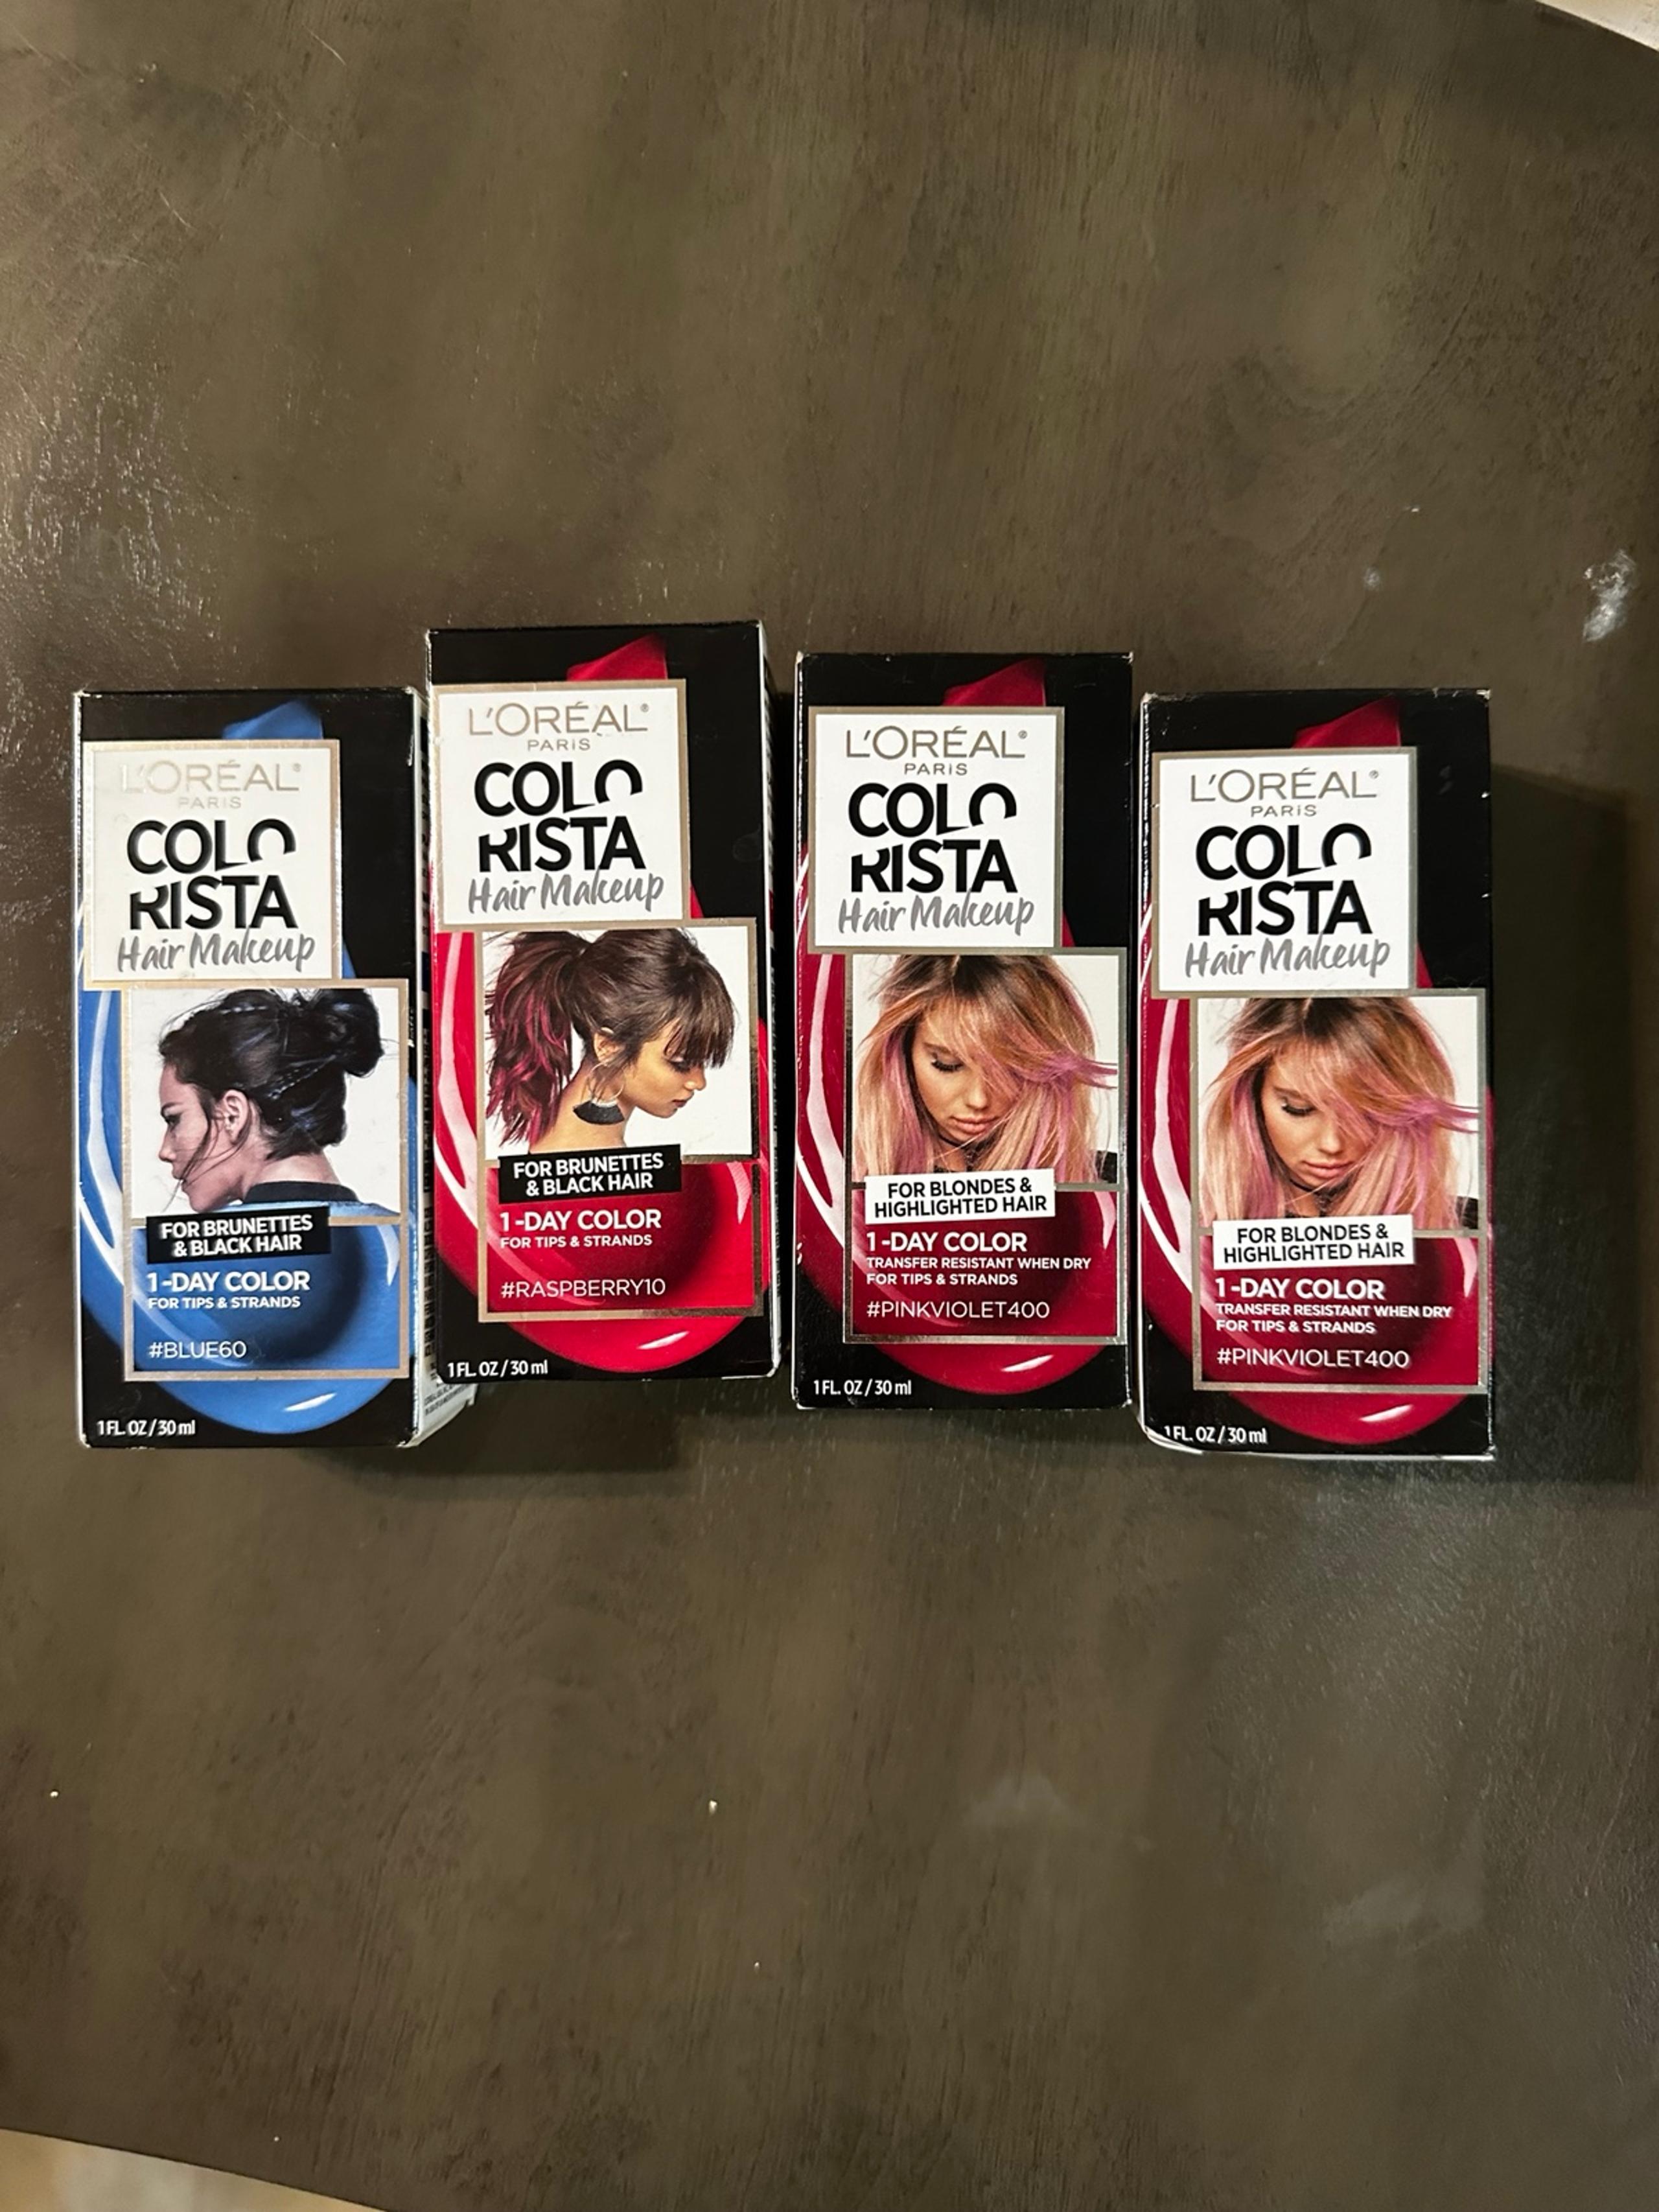 L'ORÉAL®
PARIS
COLO
RISTA
Hair Makeup
FOR BRUNETTES
& BLACK HAIR
1-DAY COLOR
FOR TIPS & STRANDS
#BLUE60
1 FL. OZ / 30 ml
L'ORÉAL®
PARIS
COLO
RISTA
Hair Makeup
FOR BRUNETTES
& BLACK HAIR
1-DAY COLOR
FOR TIPS & STRANDS
#RASPBERRY10
1 FL. OZ / 30 ml
L'ORÉAL®
PARIS
COLO
RISTA
Hair Makeup
FOR BLONDES &
HIGHLIGHTED HAIR
1-DAY COLOR
TRANSFER RESISTANT WHEN DRY
FOR TIPS & STRANDS
#PINKVIOLET400
1 FL. OZ / 30 ml
L'ORÉAL®
PARIS
COLO
RISTA
Hair Makeup
FOR BLONDES &
HIGHLIGHTED HAIR
1-DAY COLOR
TRANSFER RESISTANT WHEN DRY
FOR TIPS & STRANDS
#PINKVIOLET400
1 FL. OZ / 30 ml